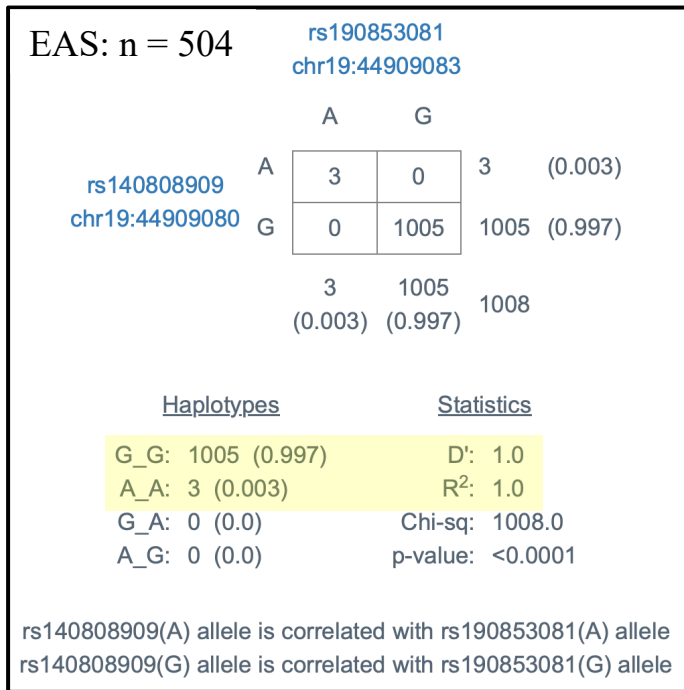 EAS: n = 504
rs190853081
chr19:44909083
A G
rs140808909
chr19:44909080
A 3 0 3 (0.003)
G 0 1005 1005 (0.997)
3 1005 1008
(0.003) (0.997)
Haplotypes Statistics
G_G: 1005 (0.997) D': 1.0
A_A: 3 (0.003) R²: 1.0
G_A: 0 (0.0) Chi-sq: 1008.0
A_G: 0 (0.0) p-value: <0.0001
rs140808909(A) allele is correlated with rs190853081(A) allele
rs140808909(G) allele is correlated with rs190853081(G) allele